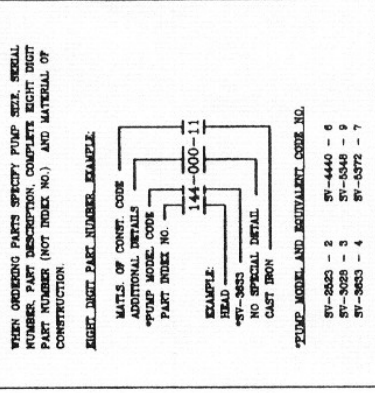 WHEN ORDERING PARTS SPECIFY PUMP SIZE, SERIAL
NUMBER, PART DESCRIPTION, COMPLETE EIGHT DIGIT
PART NUMBER (NOT INDEX NO.) AND MATERIAL OF
CONSTRUCTION.
EIGHT DIGIT PART NUMBER, EXAMPLE:
MATLS. OF CONST. CODE
ADDITIONAL DETAILS
*PUMP MODEL CODE
PART INDEX NO.
144-000-11
EXAMPLE:
HEAD
*SV-3633
NO SPECIAL DETAIL
CAST IRON
*PUMP MODEL AND EQUIVALENT CODE NO.
SV-2523 - 2 SV-4440 - 6
SV-3028 - 3 SV-5348 - 9
SV-3633 - 4 SV-5372 - 7